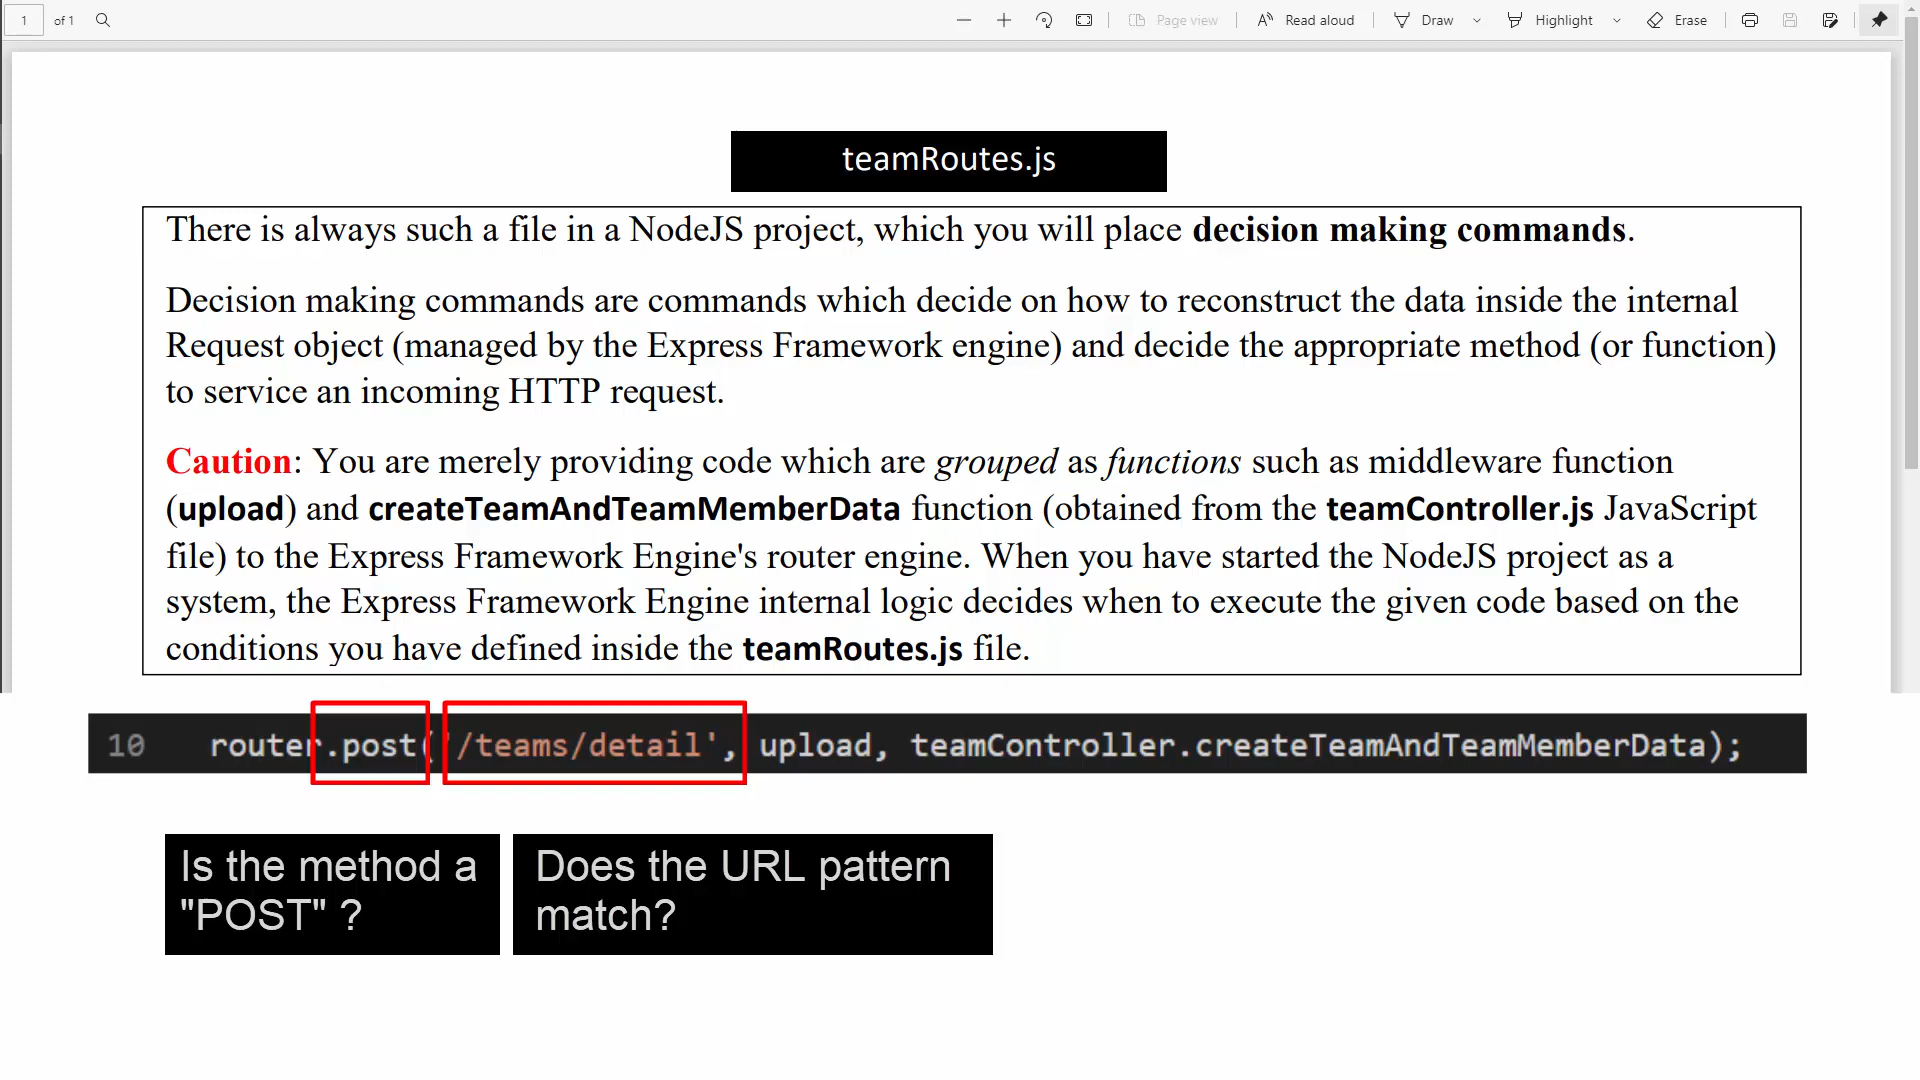 1 of 1 Page view Read aloud Draw Highlight Erase
teamRoutes.js
There is always such a file in a NodeJS project, which you will place decision making commands.
Decision making commands are commands which decide on how to reconstruct the data inside the internal
Request object (managed by the Express Framework engine) and decide the appropriate method (or function)
to service an incoming HTTP request.
Caution: You are merely providing code which are grouped as functions such as middleware function
(upload) and createTeamAndTeamMemberData function (obtained from the teamController.js JavaScript
file) to the Express Framework Engine's router engine. When you have started the NodeJS project as a
system, the Express Framework Engine internal logic decides when to execute the given code based on the
conditions you have defined inside the teamRoutes.js file.
10 router.post('/teams/detail', upload, teamController.createTeamAndTeamMemberData);
Is the method a
"POST" ?
Does the URL pattern
match?